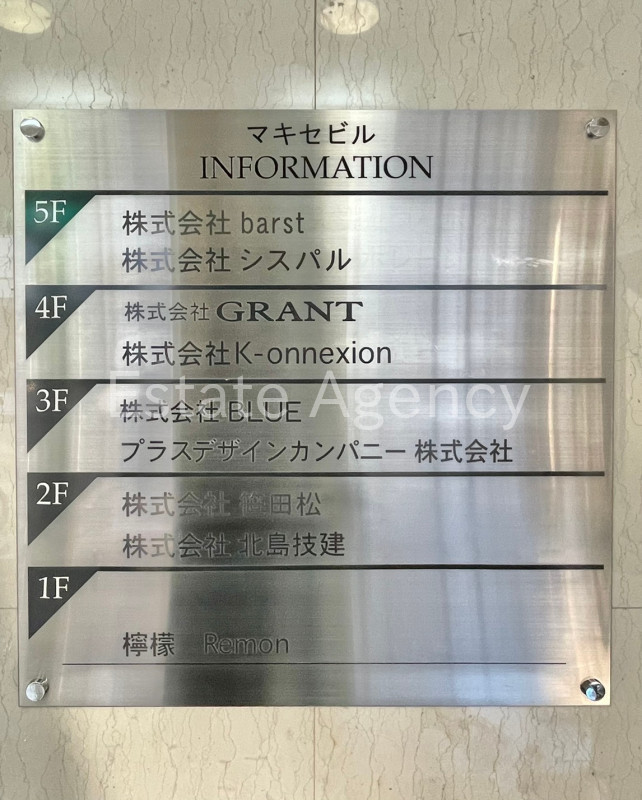 マキセビル
INFORMATION
5F
株式会社 barst
株式会社 シスパル
4F
株式会社 GRANT
株式会社K-onnexion
3F
Estate Agency
株式会社 BLUE
プラスデザインカンパニー 株式会社
2F
株式会社 笹田松
株式会社 北島技建
1F
檸檬 Remon